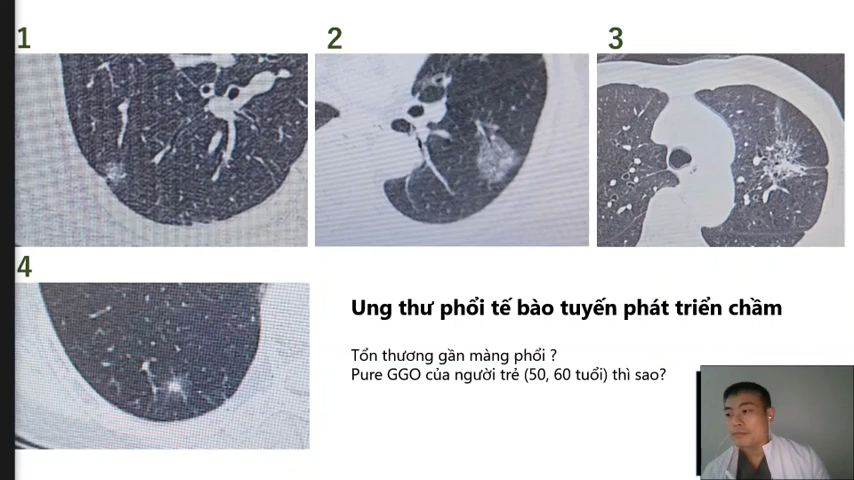 1
2
3
4
Ung thư phổi tế bào tuyến phát triển chầm
Tổn thương gần màng phổi ?
Pure GGO của người trẻ (50, 60 tuổi) thì sao?